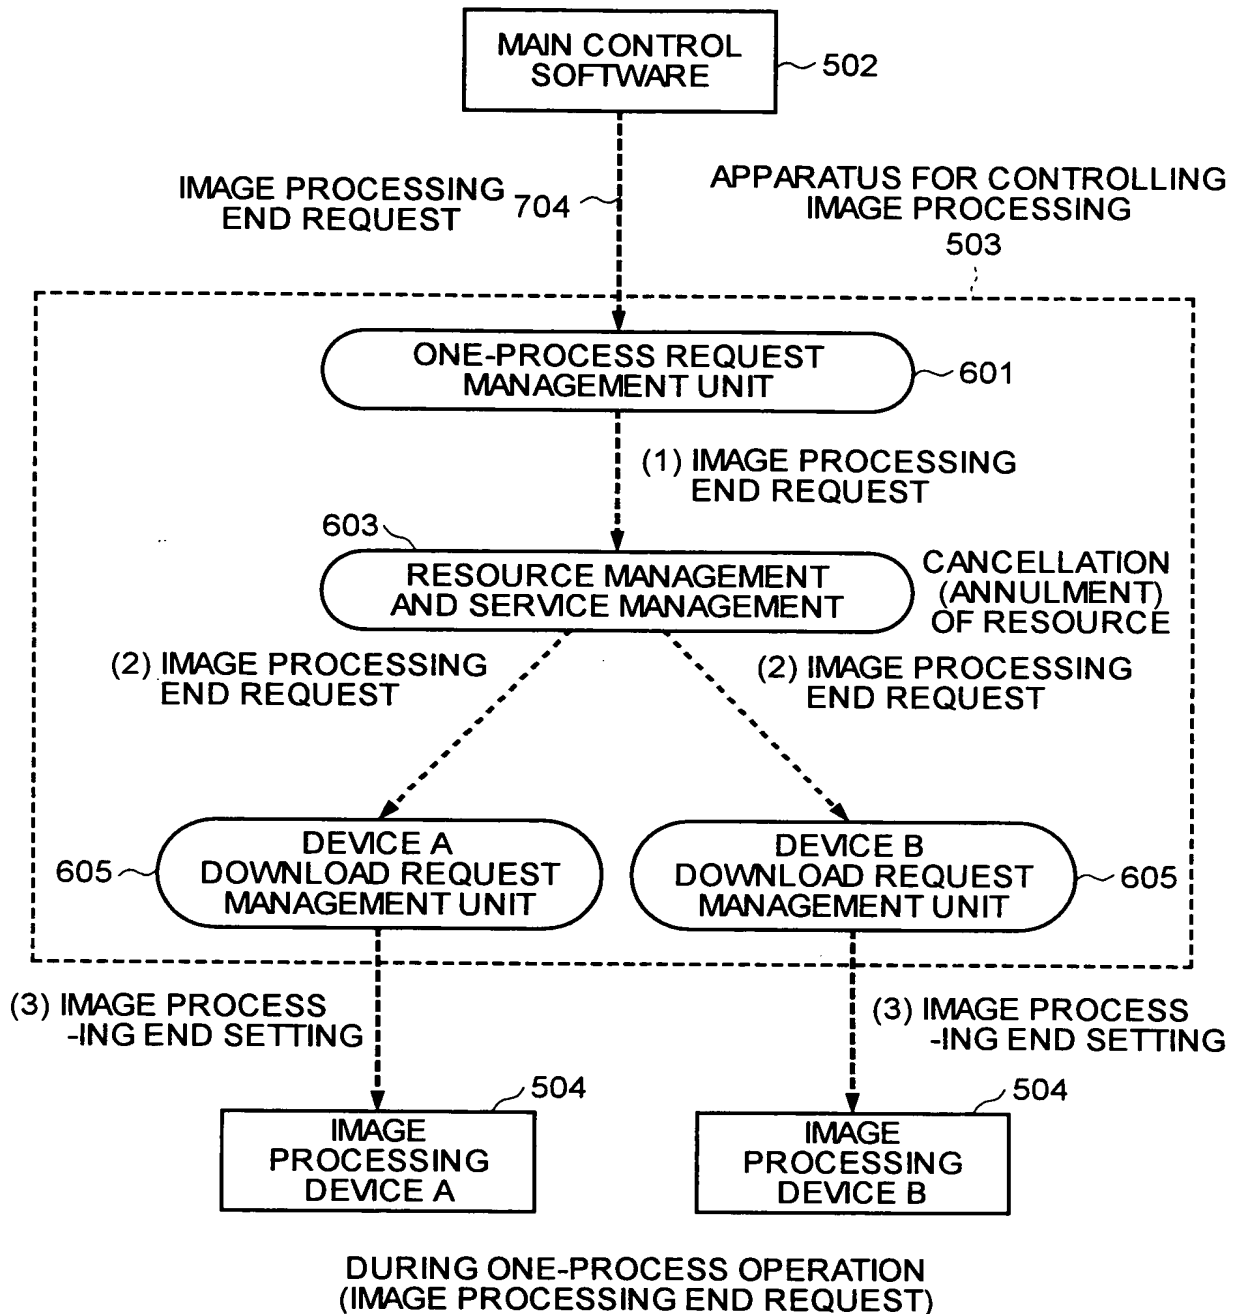 MAIN CONTROL
SOFTWARE
502
IMAGE PROCESSING
END REQUEST
704
APPARATUS FOR CONTROLLING
IMAGE PROCESSING
503
ONE-PROCESS REQUEST
MANAGEMENT UNIT
601
(1) IMAGE PROCESSING
END REQUEST
603
RESOURCE MANAGEMENT
AND SERVICE MANAGEMENT
CANCELLATION
(ANNULMENT)
OF RESOURCE
(2) IMAGE PROCESSING
END REQUEST
(2) IMAGE PROCESSING
END REQUEST
605
DEVICE A
DOWNLOAD REQUEST
MANAGEMENT UNIT
DEVICE B
DOWNLOAD REQUEST
MANAGEMENT UNIT
605
(3) IMAGE PROCESS
-ING END SETTING
(3) IMAGE PROCESS
-ING END SETTING
504
IMAGE
PROCESSING
DEVICE A
504
IMAGE
PROCESSING
DEVICE B
DURING ONE-PROCESS OPERATION
(IMAGE PROCESSING END REQUEST)